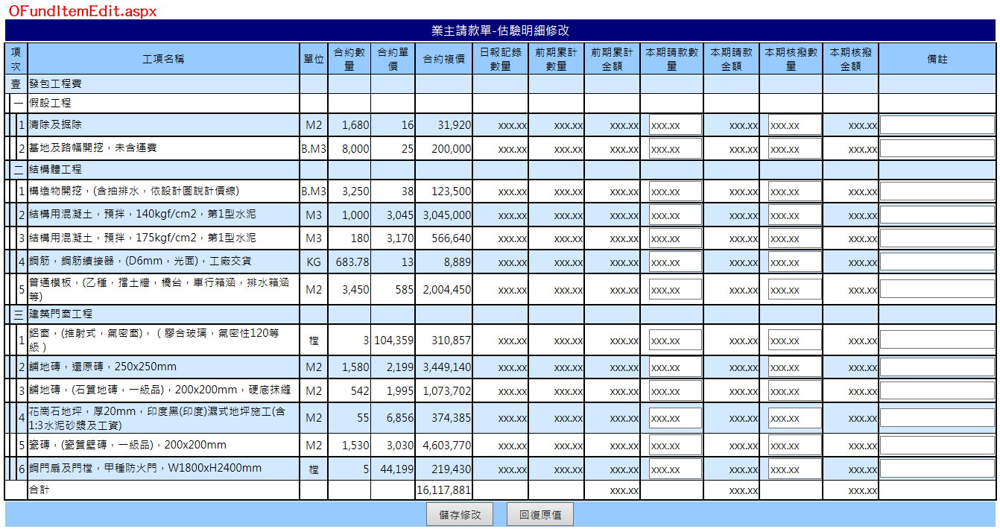 OFundItemEdit.aspx
業主請款單-估驗明細修改
項次 工項名稱 單位 合約數量 合約單價 合約複價 日報記錄數量 前期累計數量 前期累計金額 本期請款數量 本期請款金額 本期核撥數量 本期核撥金額 備註
壹 發包工程費
一 假設工程
1 清除及掘除 M2 1,680 16 31,920 xxx.xx xxx.xx xxx.xx xxx.xx xxx.xx xxx.xx xxx.xx
2 基地及路幅開挖，未含運費 B.M3 8,000 25 200,000 xxx.xx xxx.xx xxx.xx xxx.xx xxx.xx xxx.xx xxx.xx
二 結構體工程
1 構造物開挖，(含抽排水，依設計圖說計價線) B.M3 3,250 38 123,500 xxx.xx xxx.xx xxx.xx xxx.xx xxx.xx xxx.xx xxx.xx
2 結構用混凝土，預拌，140kgf/cm2，第1型水泥 M3 1,000 3,045 3,045,000 xxx.xx xxx.xx xxx.xx xxx.xx xxx.xx xxx.xx xxx.xx
3 結構用混凝土，預拌，175kgf/cm2，第1型水泥 M3 180 3,170 566,640 xxx.xx xxx.xx xxx.xx xxx.xx xxx.xx xxx.xx xxx.xx
4 鋼筋，鋼筋續接器，(D6mm，光面)，工廠交貨 KG 683.78 13 8,889 xxx.xx xxx.xx xxx.xx xxx.xx xxx.xx xxx.xx xxx.xx
5 普通模板，(乙種，擋土牆，橋台，車行箱涵，排水箱涵
等) M2 3,450 585 2,004,450 xxx.xx xxx.xx xxx.xx xxx.xx xxx.xx xxx.xx xxx.xx
三 建築門窗工程
1 鋁窗，(推射式，氣密窗)，（膠合玻璃，氣密性120等
級） 樘 3 104,359 310,857 xxx.xx xxx.xx xxx.xx xxx.xx xxx.xx xxx.xx xxx.xx
2 舖地磚，還原磚，250x250mm M2 1,580 2,199 3,449,140 xxx.xx xxx.xx xxx.xx xxx.xx xxx.xx xxx.xx xxx.xx
3 舖地磚，(石質地磚，一級品)，200x200mm，硬底抹縫 M2 542 1,995 1,073,702 xxx.xx xxx.xx xxx.xx xxx.xx xxx.xx xxx.xx xxx.xx
4 花崗石地坪，厚20mm，印度黑(印度)濕式地坪施工(含
1:3水泥砂漿及工資) M2 55 6,856 374,385 xxx.xx xxx.xx xxx.xx xxx.xx xxx.xx xxx.xx xxx.xx
5 瓷磚，(瓷質壁磚，一級品)，200x200mm M2 1,530 3,030 4,603,770 xxx.xx xxx.xx xxx.xx xxx.xx xxx.xx xxx.xx xxx.xx
6 鋼門扇及門樘，甲種防火門，W1800xH2400mm 樘 5 44,199 219,430 xxx.xx xxx.xx xxx.xx xxx.xx xxx.xx xxx.xx xxx.xx
合計 16,117,881 xxx.xx xxx.xx xxx.xx
儲存修改 回復原值